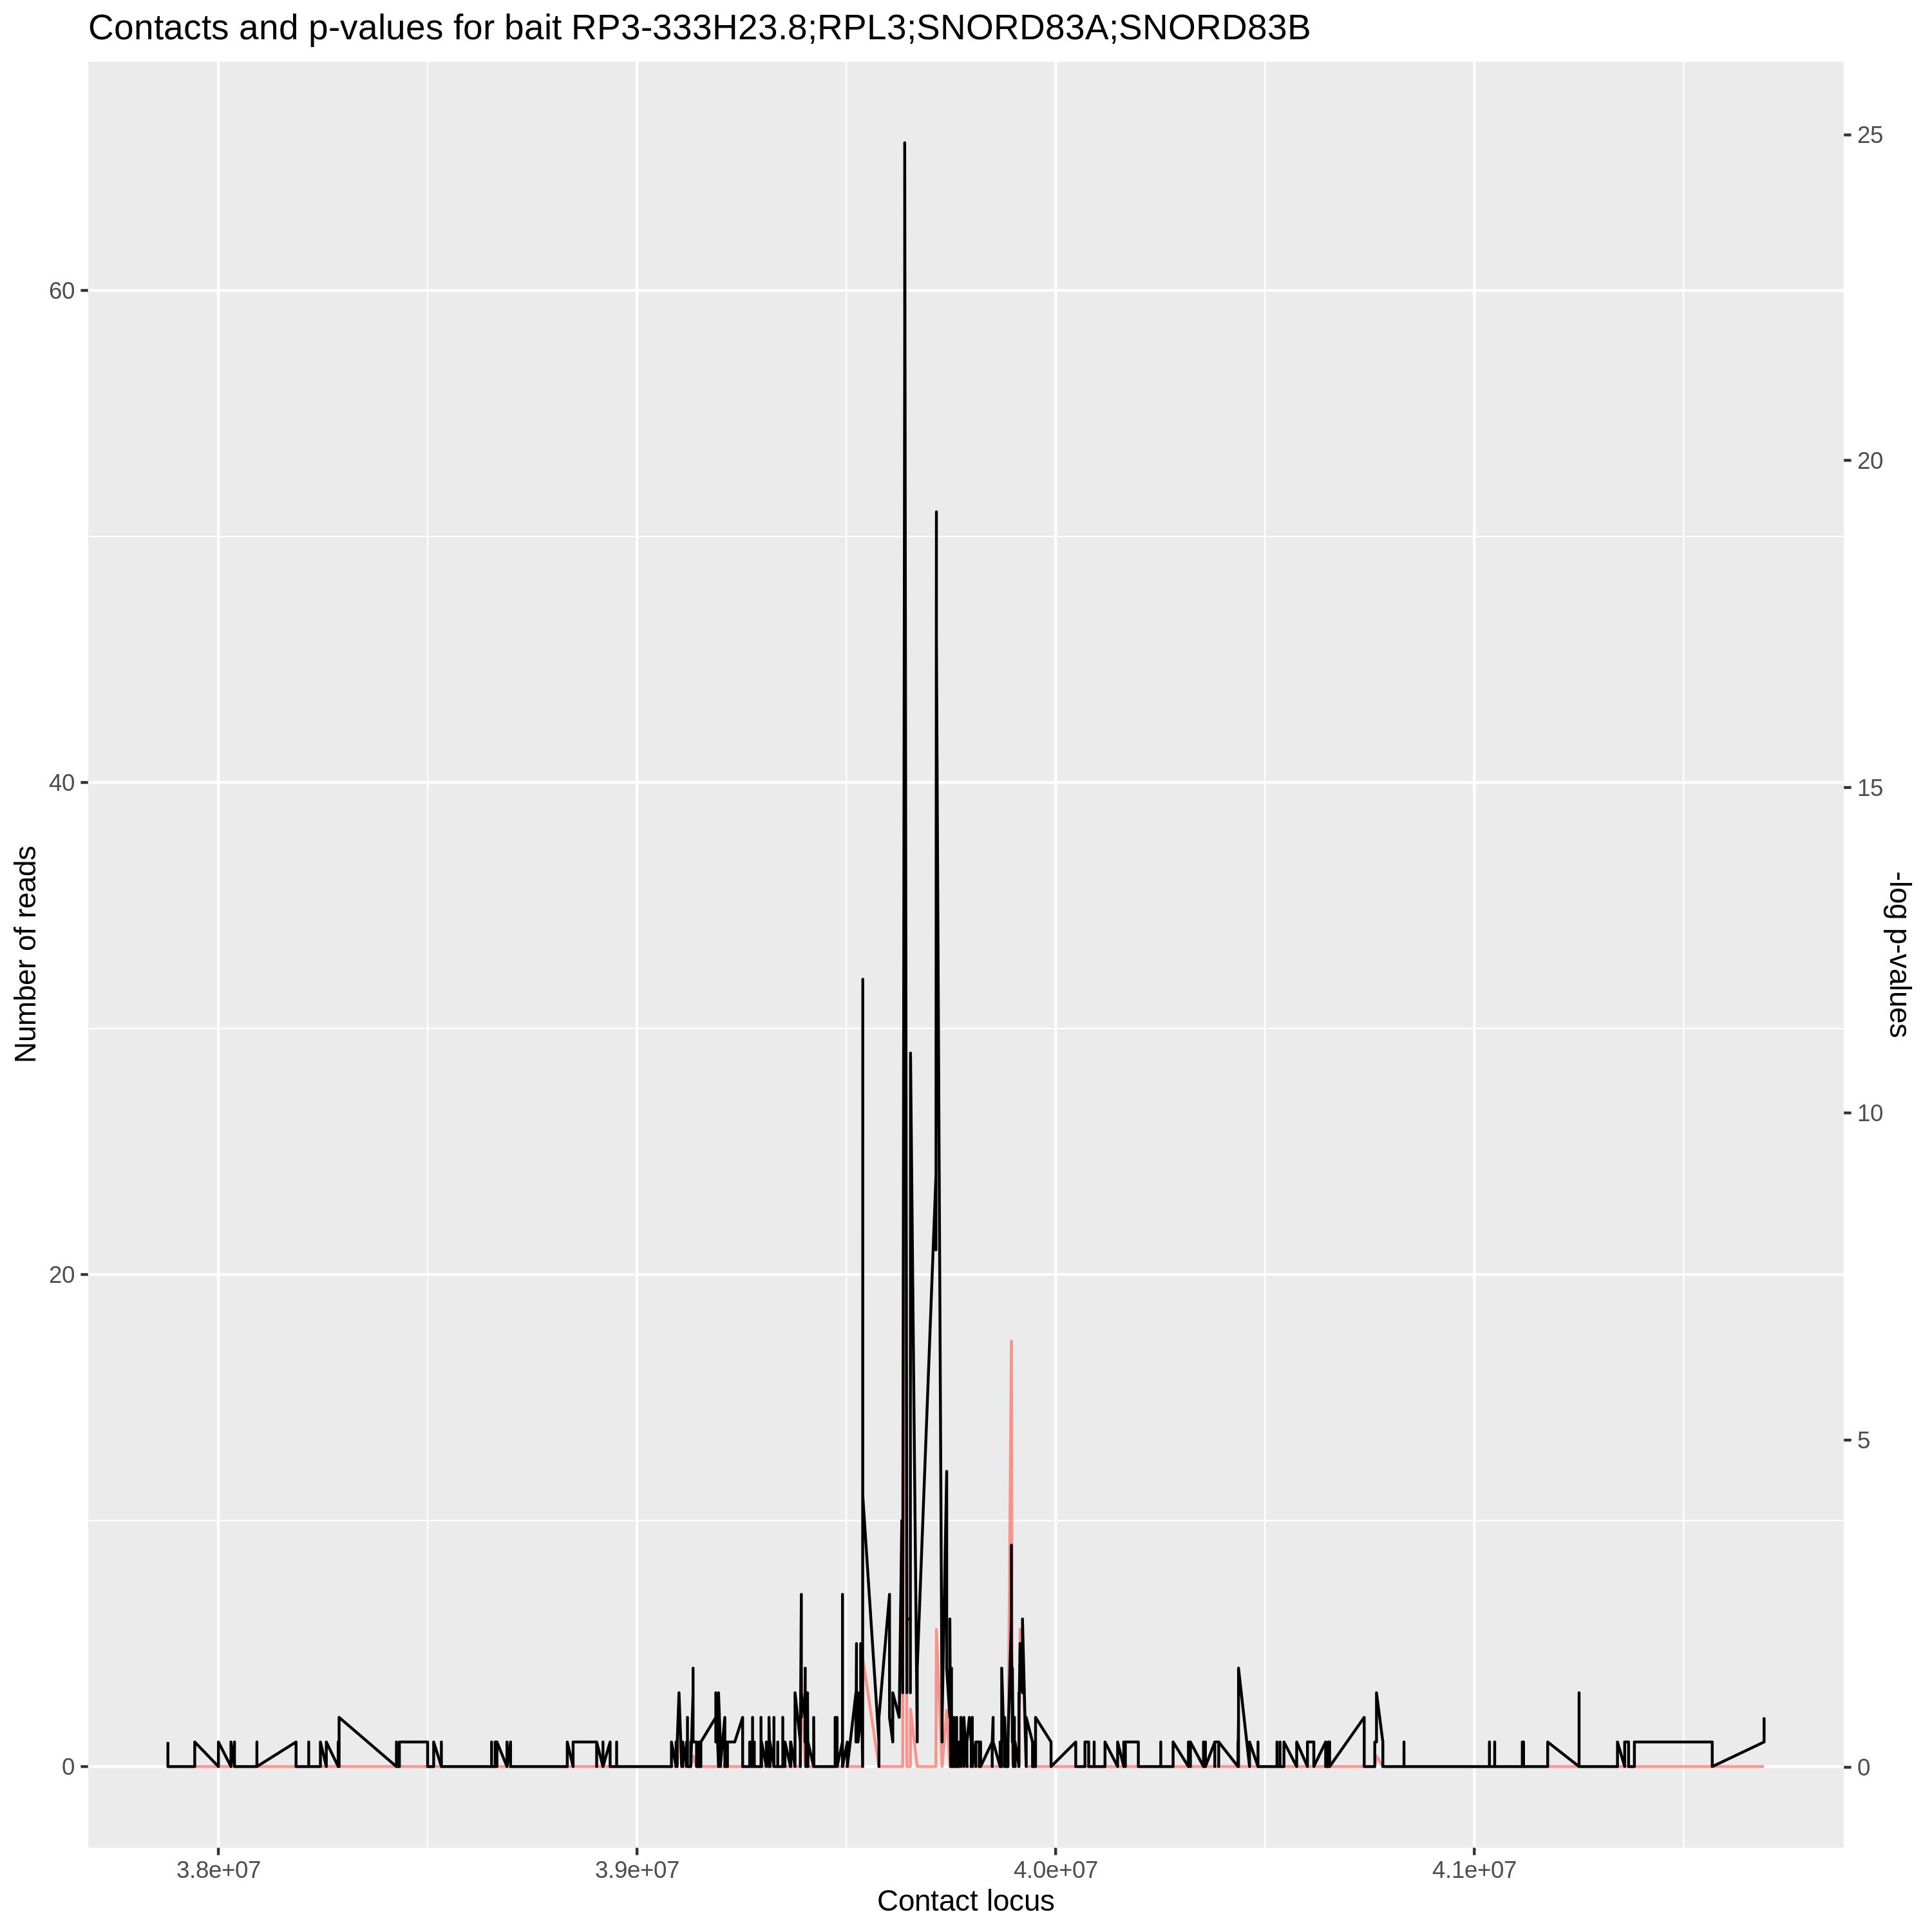 Contacts and p-values for bait RP3-333H23.8;RPL3;SNORD83A;SNORD83B
60
40
20
0
Number of reads
25
20
15
10
5
0
-log p-values
3.8e+07 3.9e+07 4.0e+07 4.1e+07
Contact locus